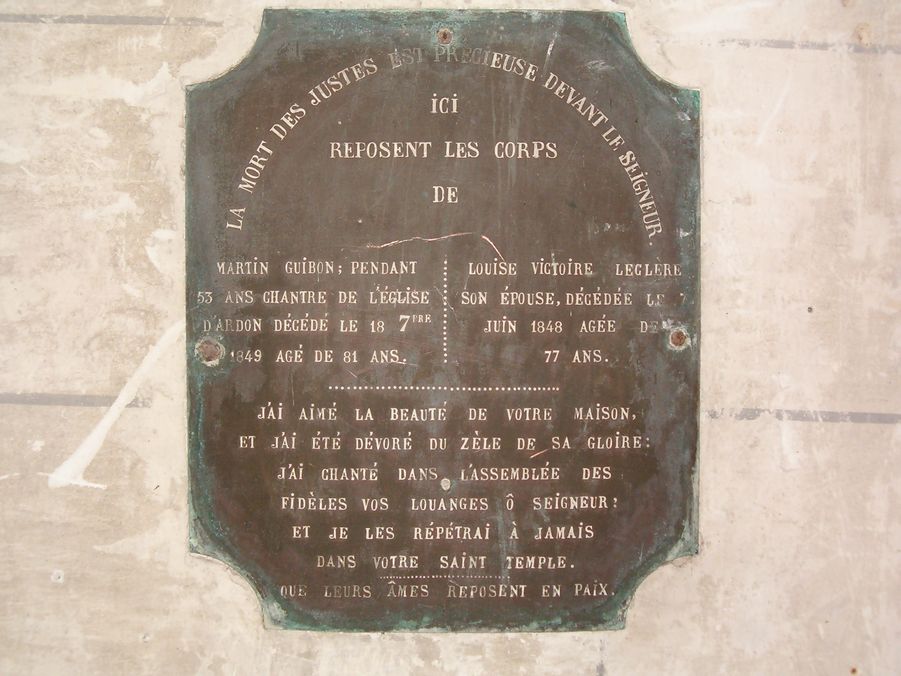 LA MORT DES JUSTES EST PRÉCIEUSE DEVANT LE SEIGNEUR.
ICI
REPOSENT LES CORPS
DE
MARTIN GUIBON; PENDANT
53 ANS CHANTRE DE L'ÉGLISE
D'ARDON DÉCÉDÉ LE 18 7BRE
1849 AGÉ DE 81 ANS.
LOUISE VICTOIRE LECLERE
SON ÉPOUSE, DÉCÉDÉE LE 7
JUIN 1848 AGÉE DE
77 ANS.
J'AI AIMÉ LA BEAUTÉ DE VOTRE MAISON,
ET J'AI ÉTÉ DÉVORÉ DU ZÈLE DE SA GLOIRE:
J'AI CHANTÉ DANS L'ASSEMBLÉE DES
FIDÈLES VOS LOUANGES Ô SEIGNEUR:
ET JE LES RÉPÉTRAI À JAMAIS
DANS VOTRE SAINT TEMPLE.
QUE LEURS ÂMES REPOSENT EN PAIX.